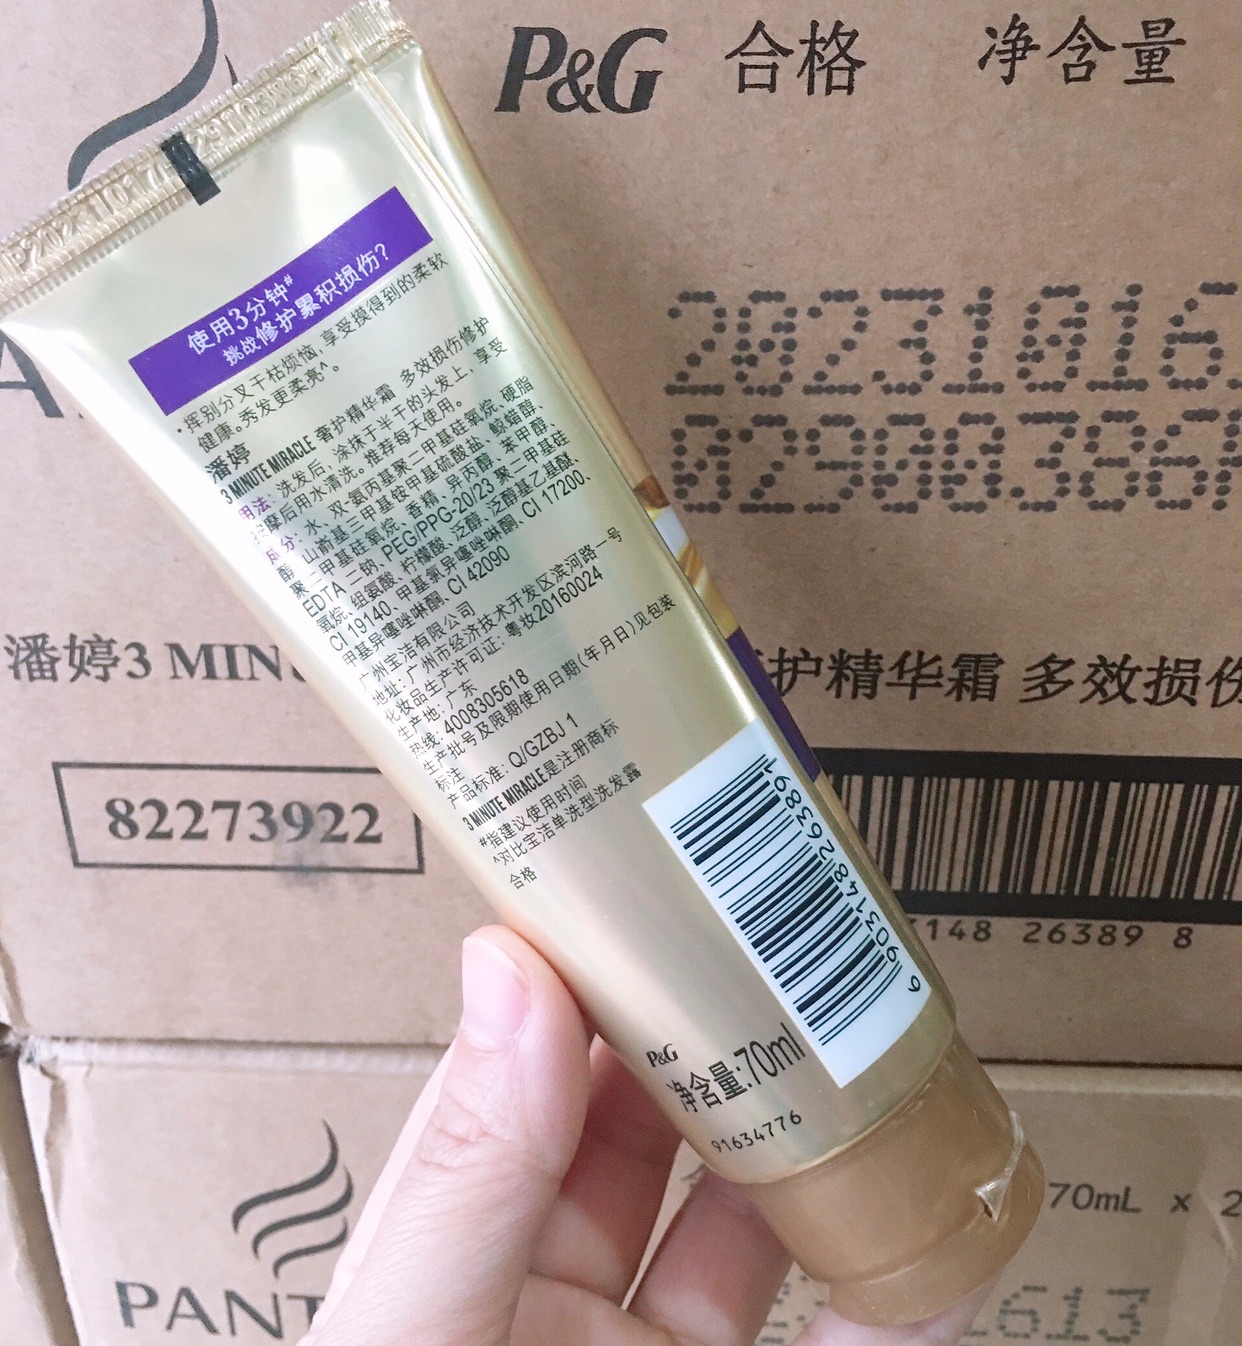 P&G 合格 净含量
20231016
02900386
潘婷3 MINU
护精华霜 多效损伤
82273922
148 26389 8
PANT
70mL x 2
613
P20231017
使用3分钟#
挑战修护累积损伤?
·挥别分叉干枯烦恼,享受摸得到的柔软
健康。秀发更柔亮^。
潘婷
3 MINUTE MIRACLE 奢护精华霜 多效损伤修护
用法:洗发后,涂抹于半干的头发上,享受
按摩后用水清洗。推荐每天使用。
成分:水、双-氨丙基聚二甲基硅氧烷、硬脂
醇、山嵛基三甲基铵甲基硫酸盐、鲸蜡醇、
聚二甲基硅氧烷、香精、异丙醇、苯甲醇、
EDTA 二钠、PEG/PPG-20/23 聚二甲基硅
氧烷、组氨酸、柠檬酸、泛醇、泛醇基乙基醚、
CI 19140、甲基氯异噻唑啉酮、CI 17200、
甲基异噻唑啉酮、CI 42090
广州宝洁有限公司
地址:广州市经济技术开发区滨河路一号
化妆品生产许可证:粤妆20160024
生产地:广东
热线:4008305618
生产批号及限期使用日期(年月日)见包装
标注
产品标准:Q/GZBJ 1
3 MINUTE MIRACLE是注册商标
#指建议使用时间
^对比宝洁单洗型洗发露
合格
6 903148 263891
P&G
净含量:70ml
91634776